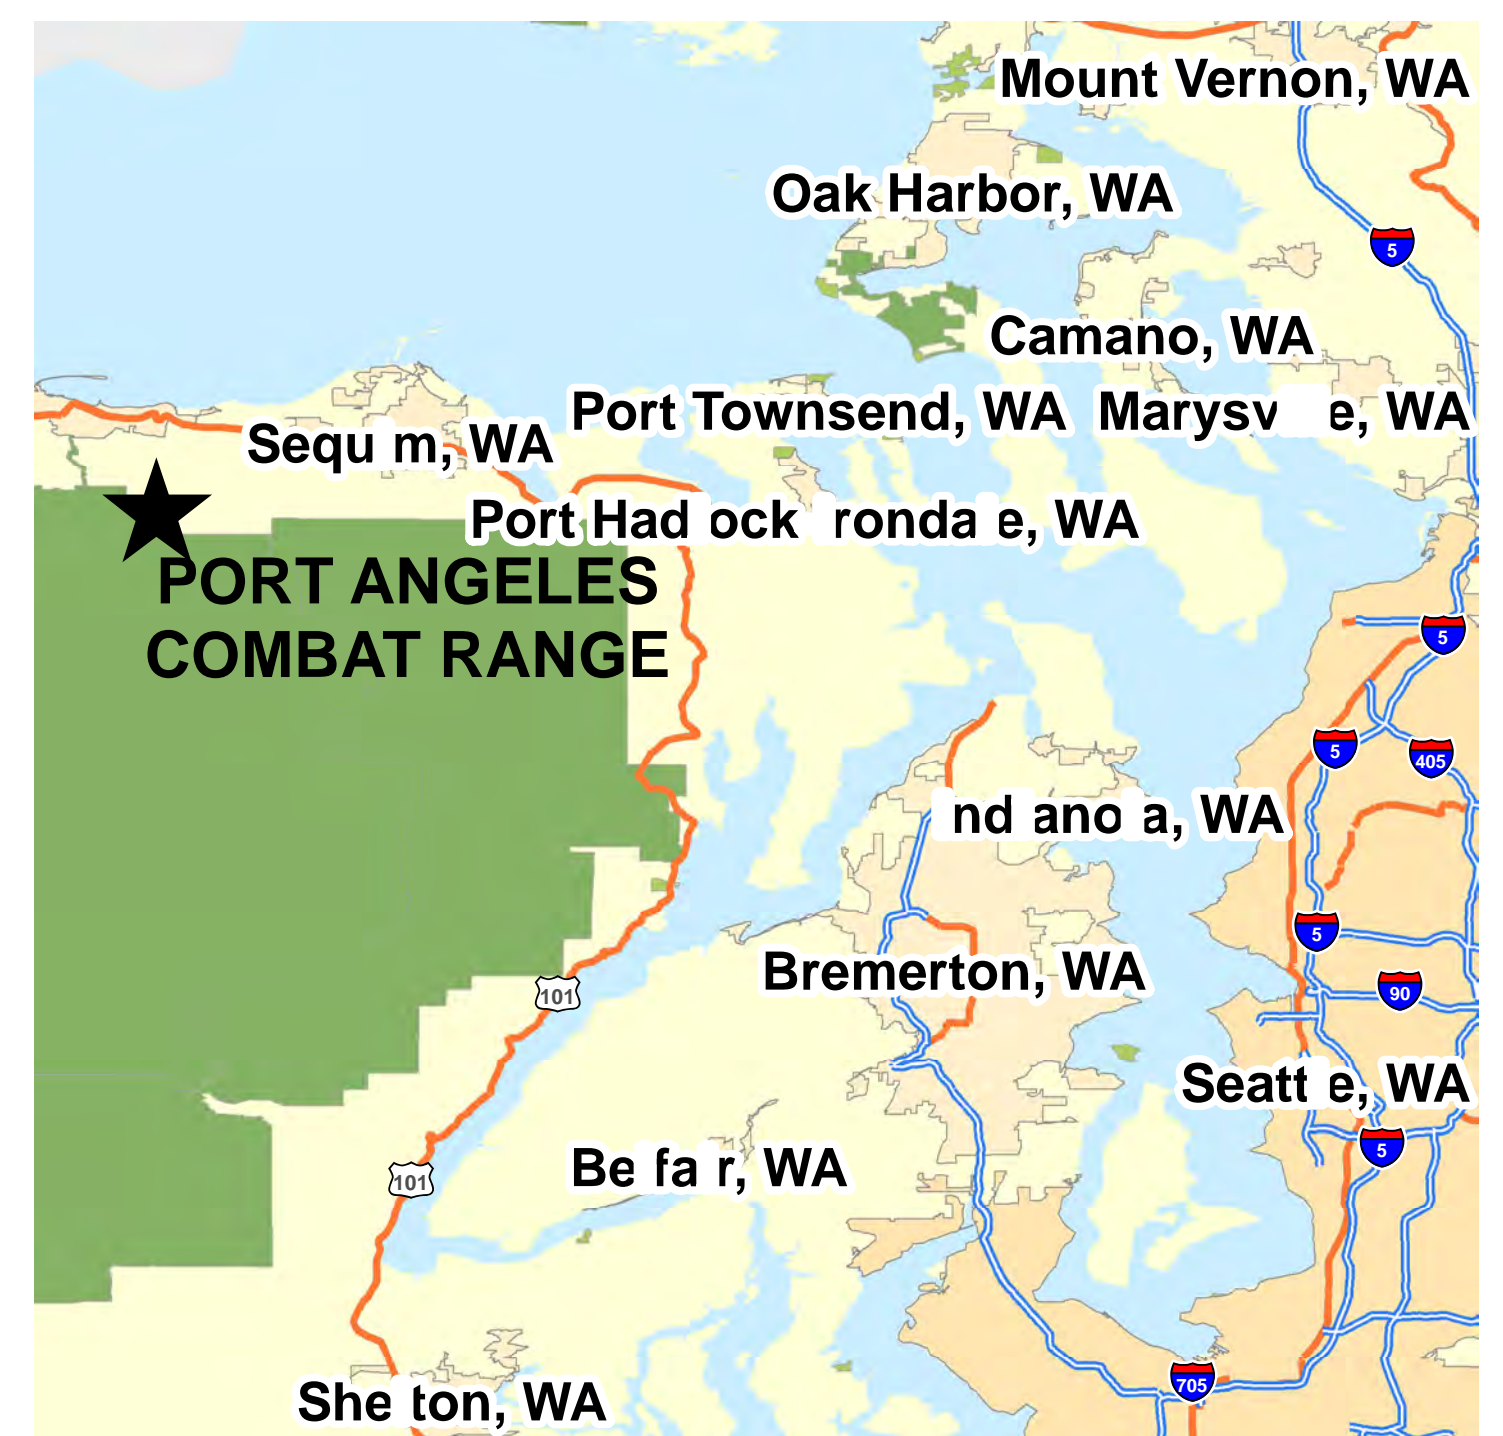 Mount Vernon, WA
Oak Harbor, WA
5
Camano, WA
Port Townsend, WA
Marysv e, WA
Sequ m, WA
Port Had ock ronda e, WA
PORT ANGELES
COMBAT RANGE
5
5
405
nd ano a, WA
5
Bremerton, WA
101
90
Seatt e, WA
5
Be fa r, WA
101
705
She ton, WA